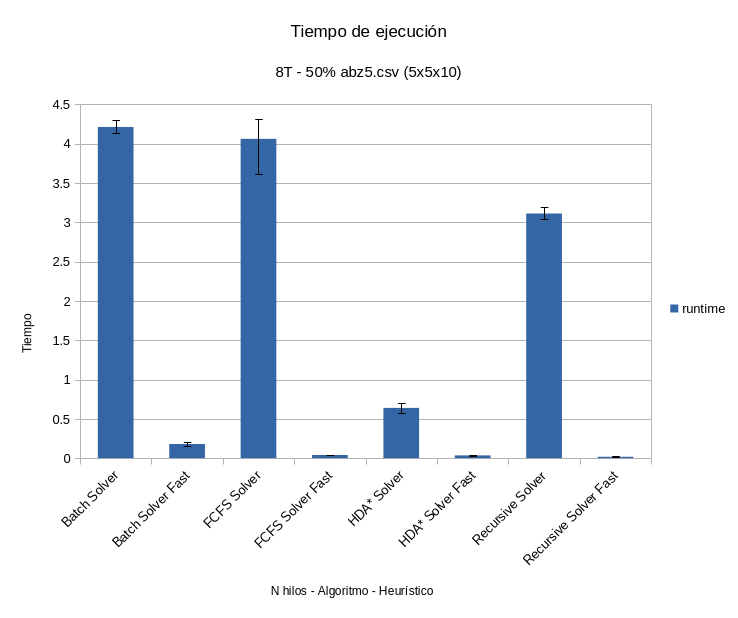 Tiempo de ejecución
8T - 50% abz5.csv (5x5x10)
4.5
4
3.5
3
2.5
2
1.5
1
0.5
0
Tiempo
Batch Solver
Batch Solver Fast
FCFS Solver
FCFS Solver Fast
HDA* Solver
HDA* Solver Fast
Recursive Solver
Recursive Solver Fast
N hilos - Algoritmo - Heurístico
runtime